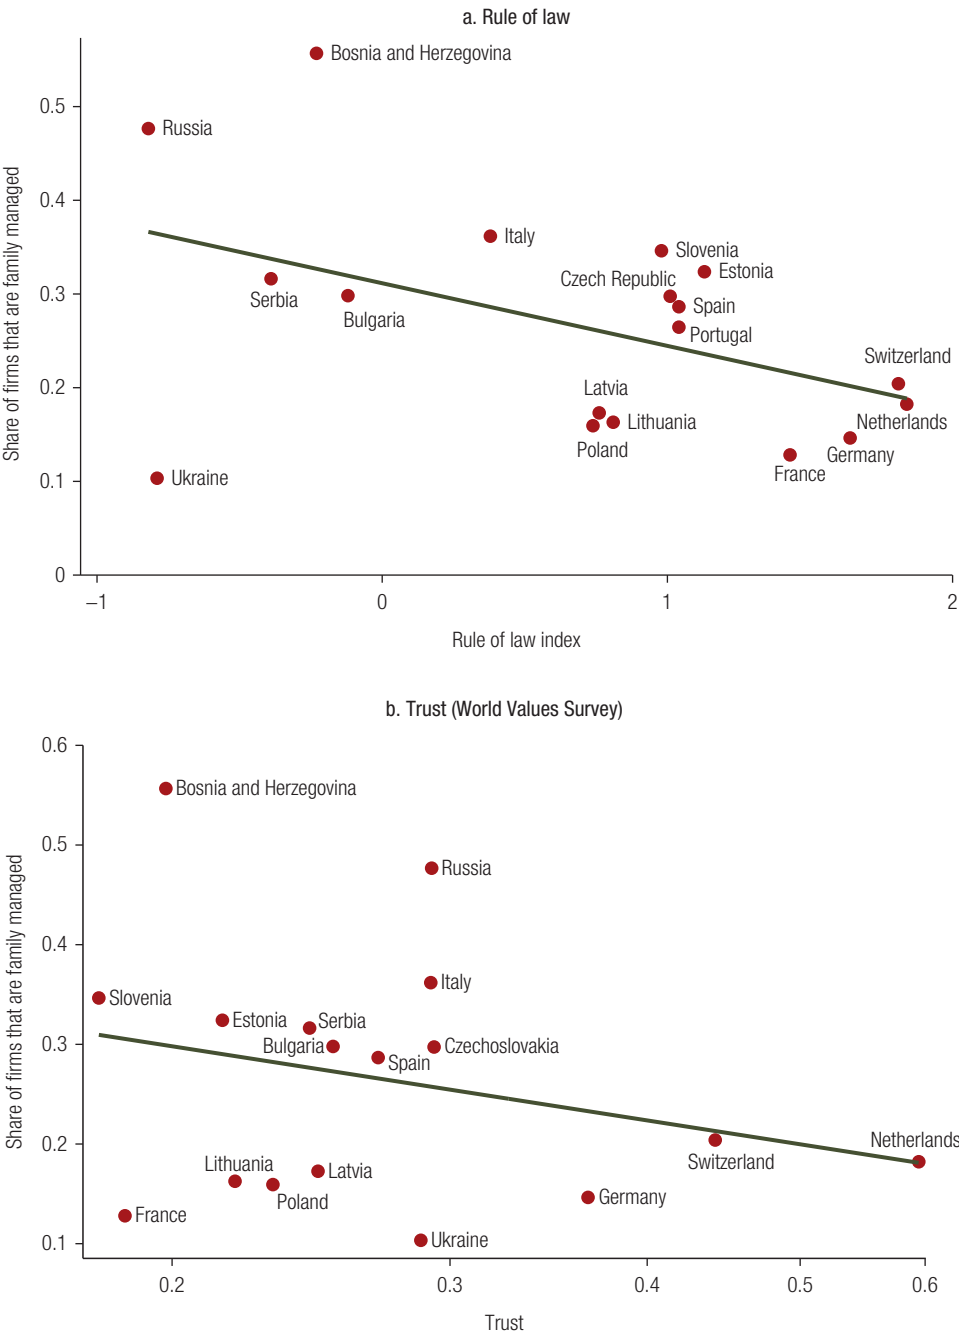 a. Rule of law
Share of firms that are family managed
0.5
0.4
0.3
0.2
0.1
0
Bosnia and Herzegovina
Russia
Italy
Slovenia
Estonia
Czech Republic
Serbia
Bulgaria
Spain
Portugal
Switzerland
Latvia
Lithuania
Netherlands
Poland
Germany
France
Ukraine
–1
0
1
2
Rule of law index
b. Trust (World Values Survey)
Share of firms that are family managed
0.6
0.5
0.4
0.3
0.2
0.1
Bosnia and Herzegovina
Russia
Italy
Slovenia
Estonia
Serbia
Bulgaria
Czechoslovakia
Spain
Netherlands
Switzerland
Lithuania
Latvia
Poland
Germany
France
Ukraine
0.2
0.3
0.4
0.5
0.6
Trust